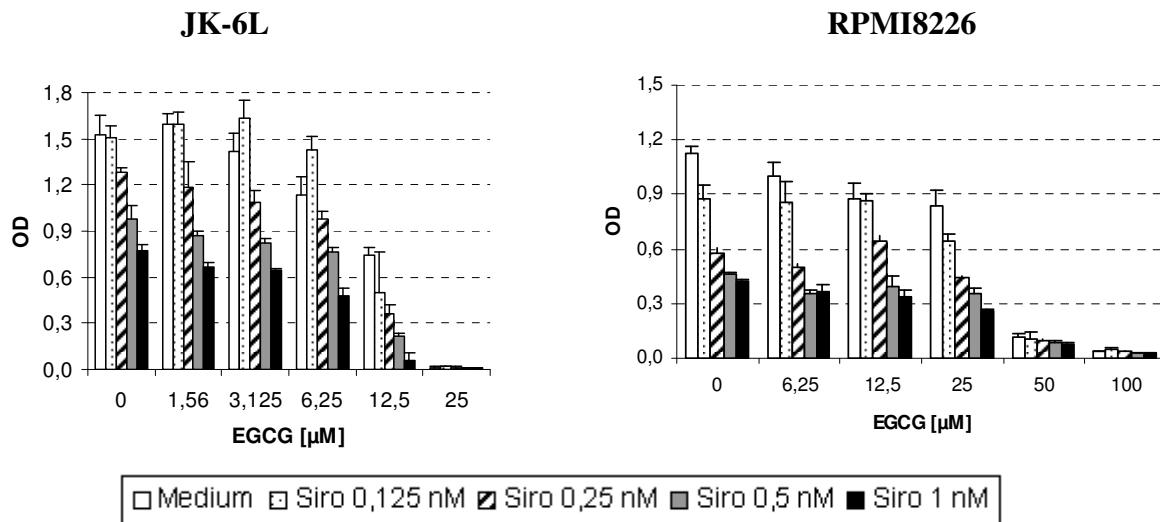 JK-6L
RPMI8226
1,8
1,5
1,2
0,9
0,6
0,3
0,0
OD
0 1,56 3,125 6,25 12,5 25
EGCG [µM]
1,5
1,2
0,9
0,6
0,3
0,0
OD
0 6,25 12,5 25 50 100
EGCG [µM]
Medium Siro 0,125 nM Siro 0,25 nM Siro 0,5 nM Siro 1 nM